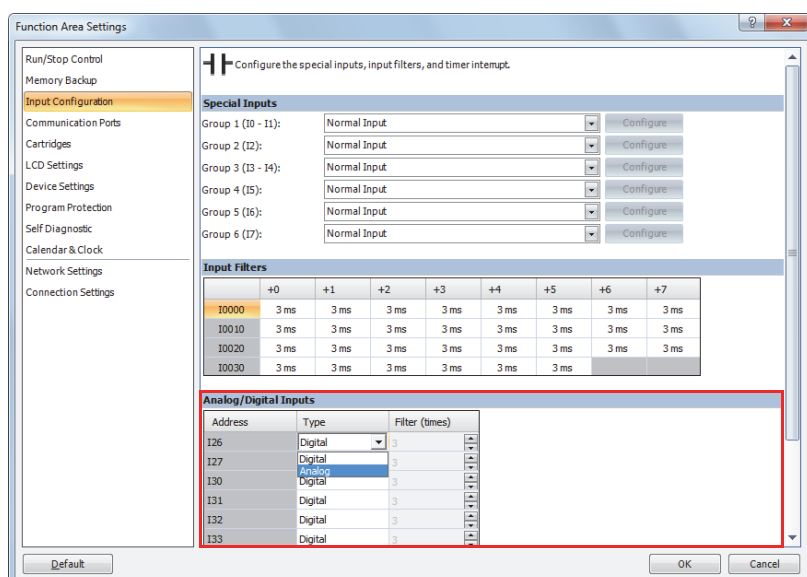 Function Area Settings
Run/Stop Control
Memory Backup
Input Configuration
Communication Ports
Cartridges
LCD Settings
Device Settings
Program Protection
Self Diagnostic
Calendar & Clock
Network Settings
Connection Settings
Configure the special inputs, input filters, and timer interrupt.
Special Inputs
Group 1 (I0 - I1): Normal Input Configure
Group 2 (I2): Normal Input Configure
Group 3 (I3 - I4): Normal Input Configure
Group 4 (I5): Normal Input Configure
Group 5 (I6): Normal Input Configure
Group 6 (I7): Normal Input Configure
Input Filters
+0 +1 +2 +3 +4 +5 +6 +7
I0000 3 ms 3 ms 3 ms 3 ms 3 ms 3 ms 3 ms 3 ms
I0010 3 ms 3 ms 3 ms 3 ms 3 ms 3 ms 3 ms 3 ms
I0020 3 ms 3 ms 3 ms 3 ms 3 ms 3 ms 3 ms 3 ms
I0030 3 ms 3 ms 3 ms 3 ms 3 ms 3 ms
Analog/Digital Inputs
Address Type Filter (times)
I26 Digital 3
I27 Digital 3
Analog
I30 Digital 3
I31 Digital 3
I32 Digital 3
I33 Digital 3
Default OK Cancel